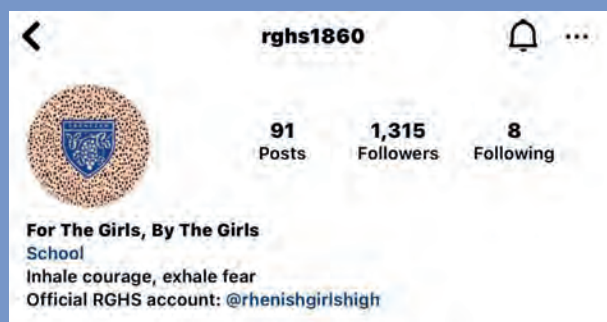 rghs1860
91 1,315 8
Posts Followers Following
For The Girls, By The Girls
School
Inhale courage, exhale fear
Official RGHS account: @rhenishgirlshigh